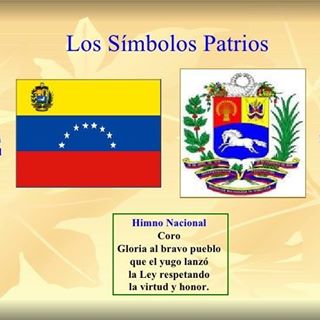 Los Símbolos Patrios
Himno Nacional
Coro
Gloria al bravo pueblo
que el yugo lanzó
la Ley respetando
la virtud y honor.